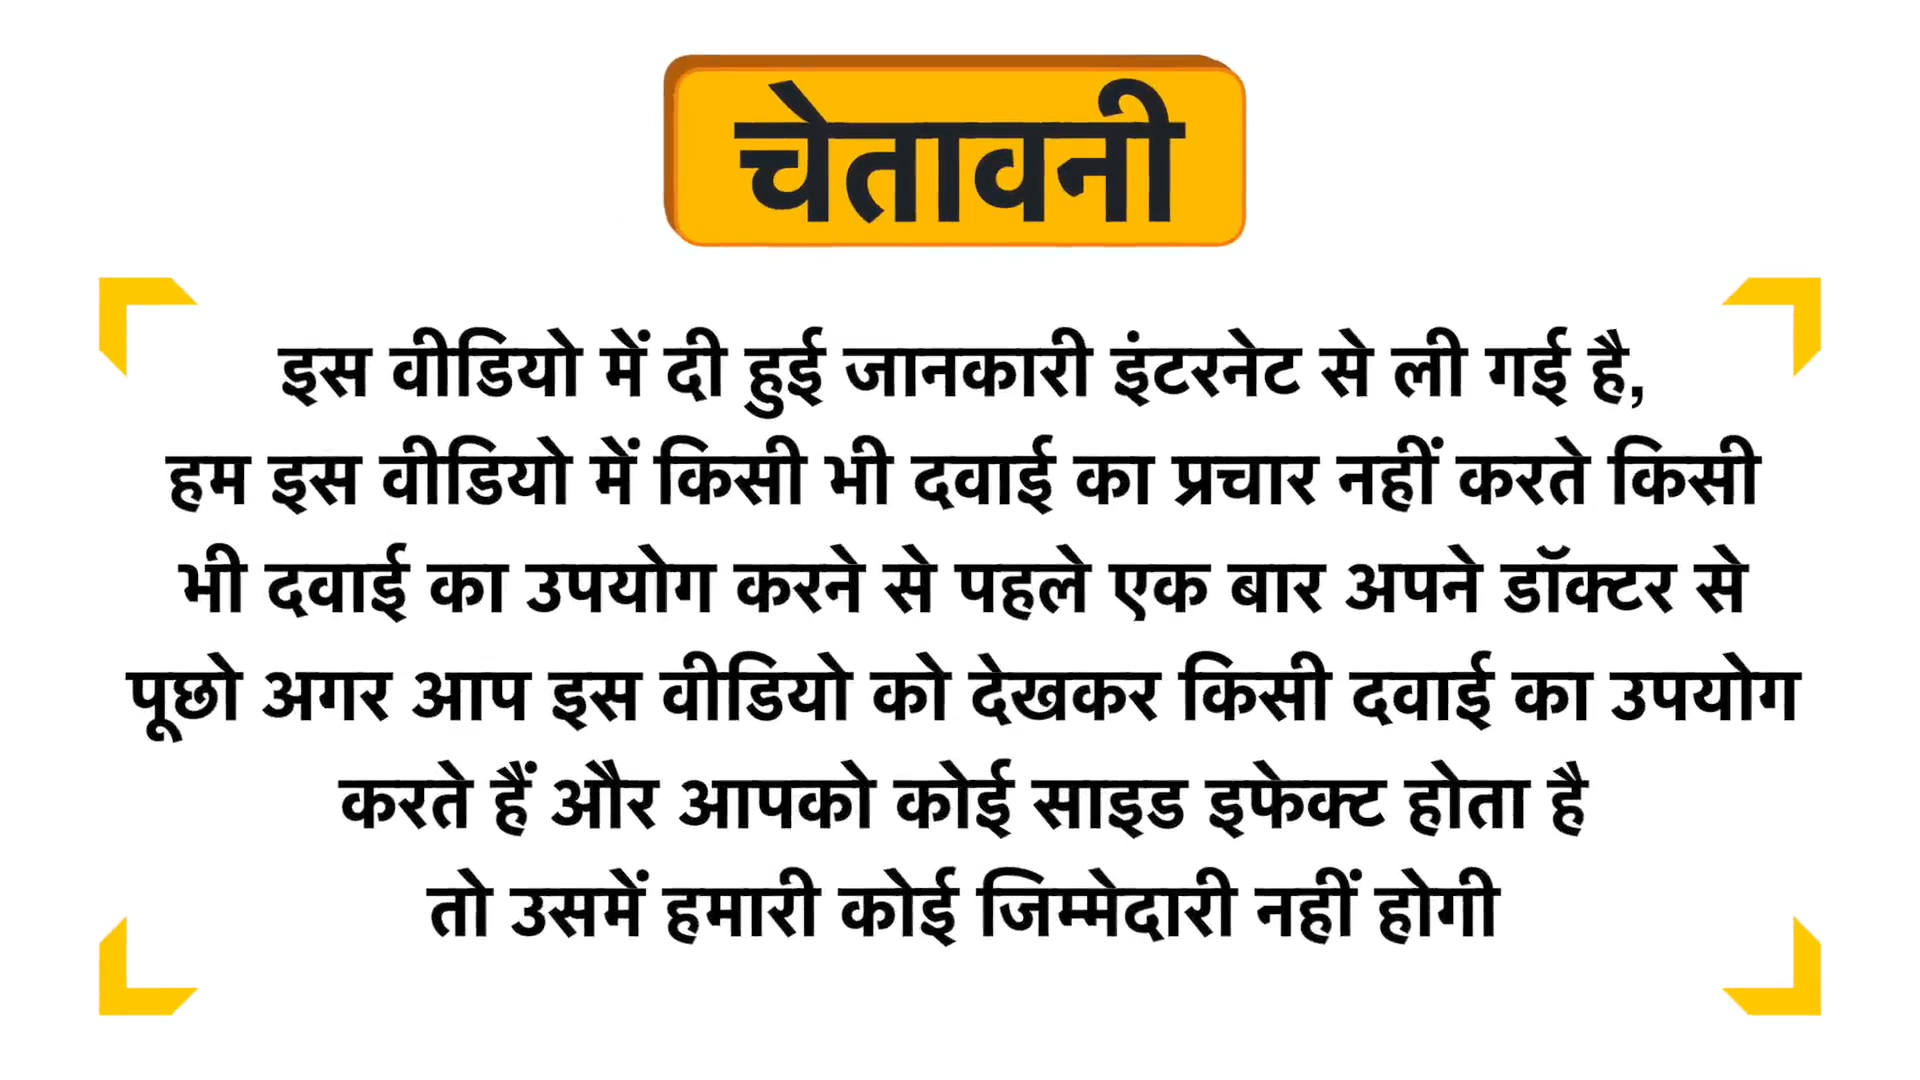 चेतावनी
इस वीडियो में दी हुई जानकारी इंटरनेट से ली गई है,
हम इस वीडियो में किसी भी दवाई का प्रचार नहीं करते किसी
भी दवाई का उपयोग करने से पहले एक बार अपने डॉक्टर से
पूछो अगर आप इस वीडियो को देखकर किसी दवाई का उपयोग
करते हैं और आपको कोई साइड इफेक्ट होता है
तो उसमें हमारी कोई जिम्मेदारी नहीं होगी